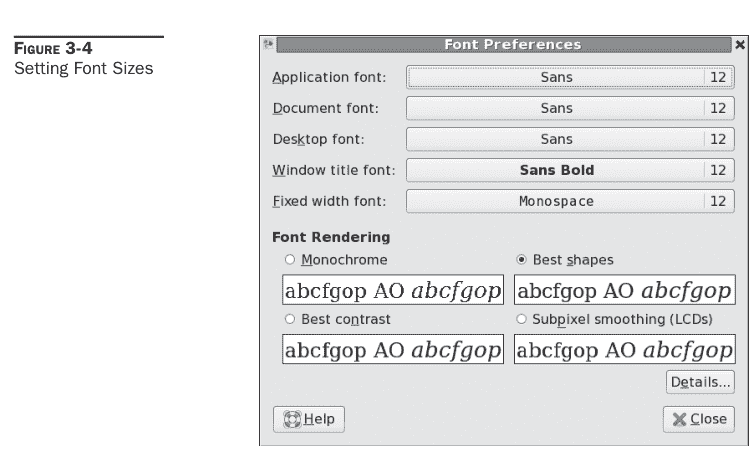 FIGURE 3-4
Setting Font Sizes
Font Preferences
Application font: Sans 12
Document font: Sans 12
Desktop font: Sans 12
Window title font: Sans Bold 12
Fixed width font: Monospace 12
Font Rendering
Monochrome Best shapes
abcfgop AO abcfgop abcfgop AO abcfgop
Best contrast Subpixel smoothing (LCDs)
abcfgop AO abcfgop abcfgop AO abcfgop
Details...
Help Close